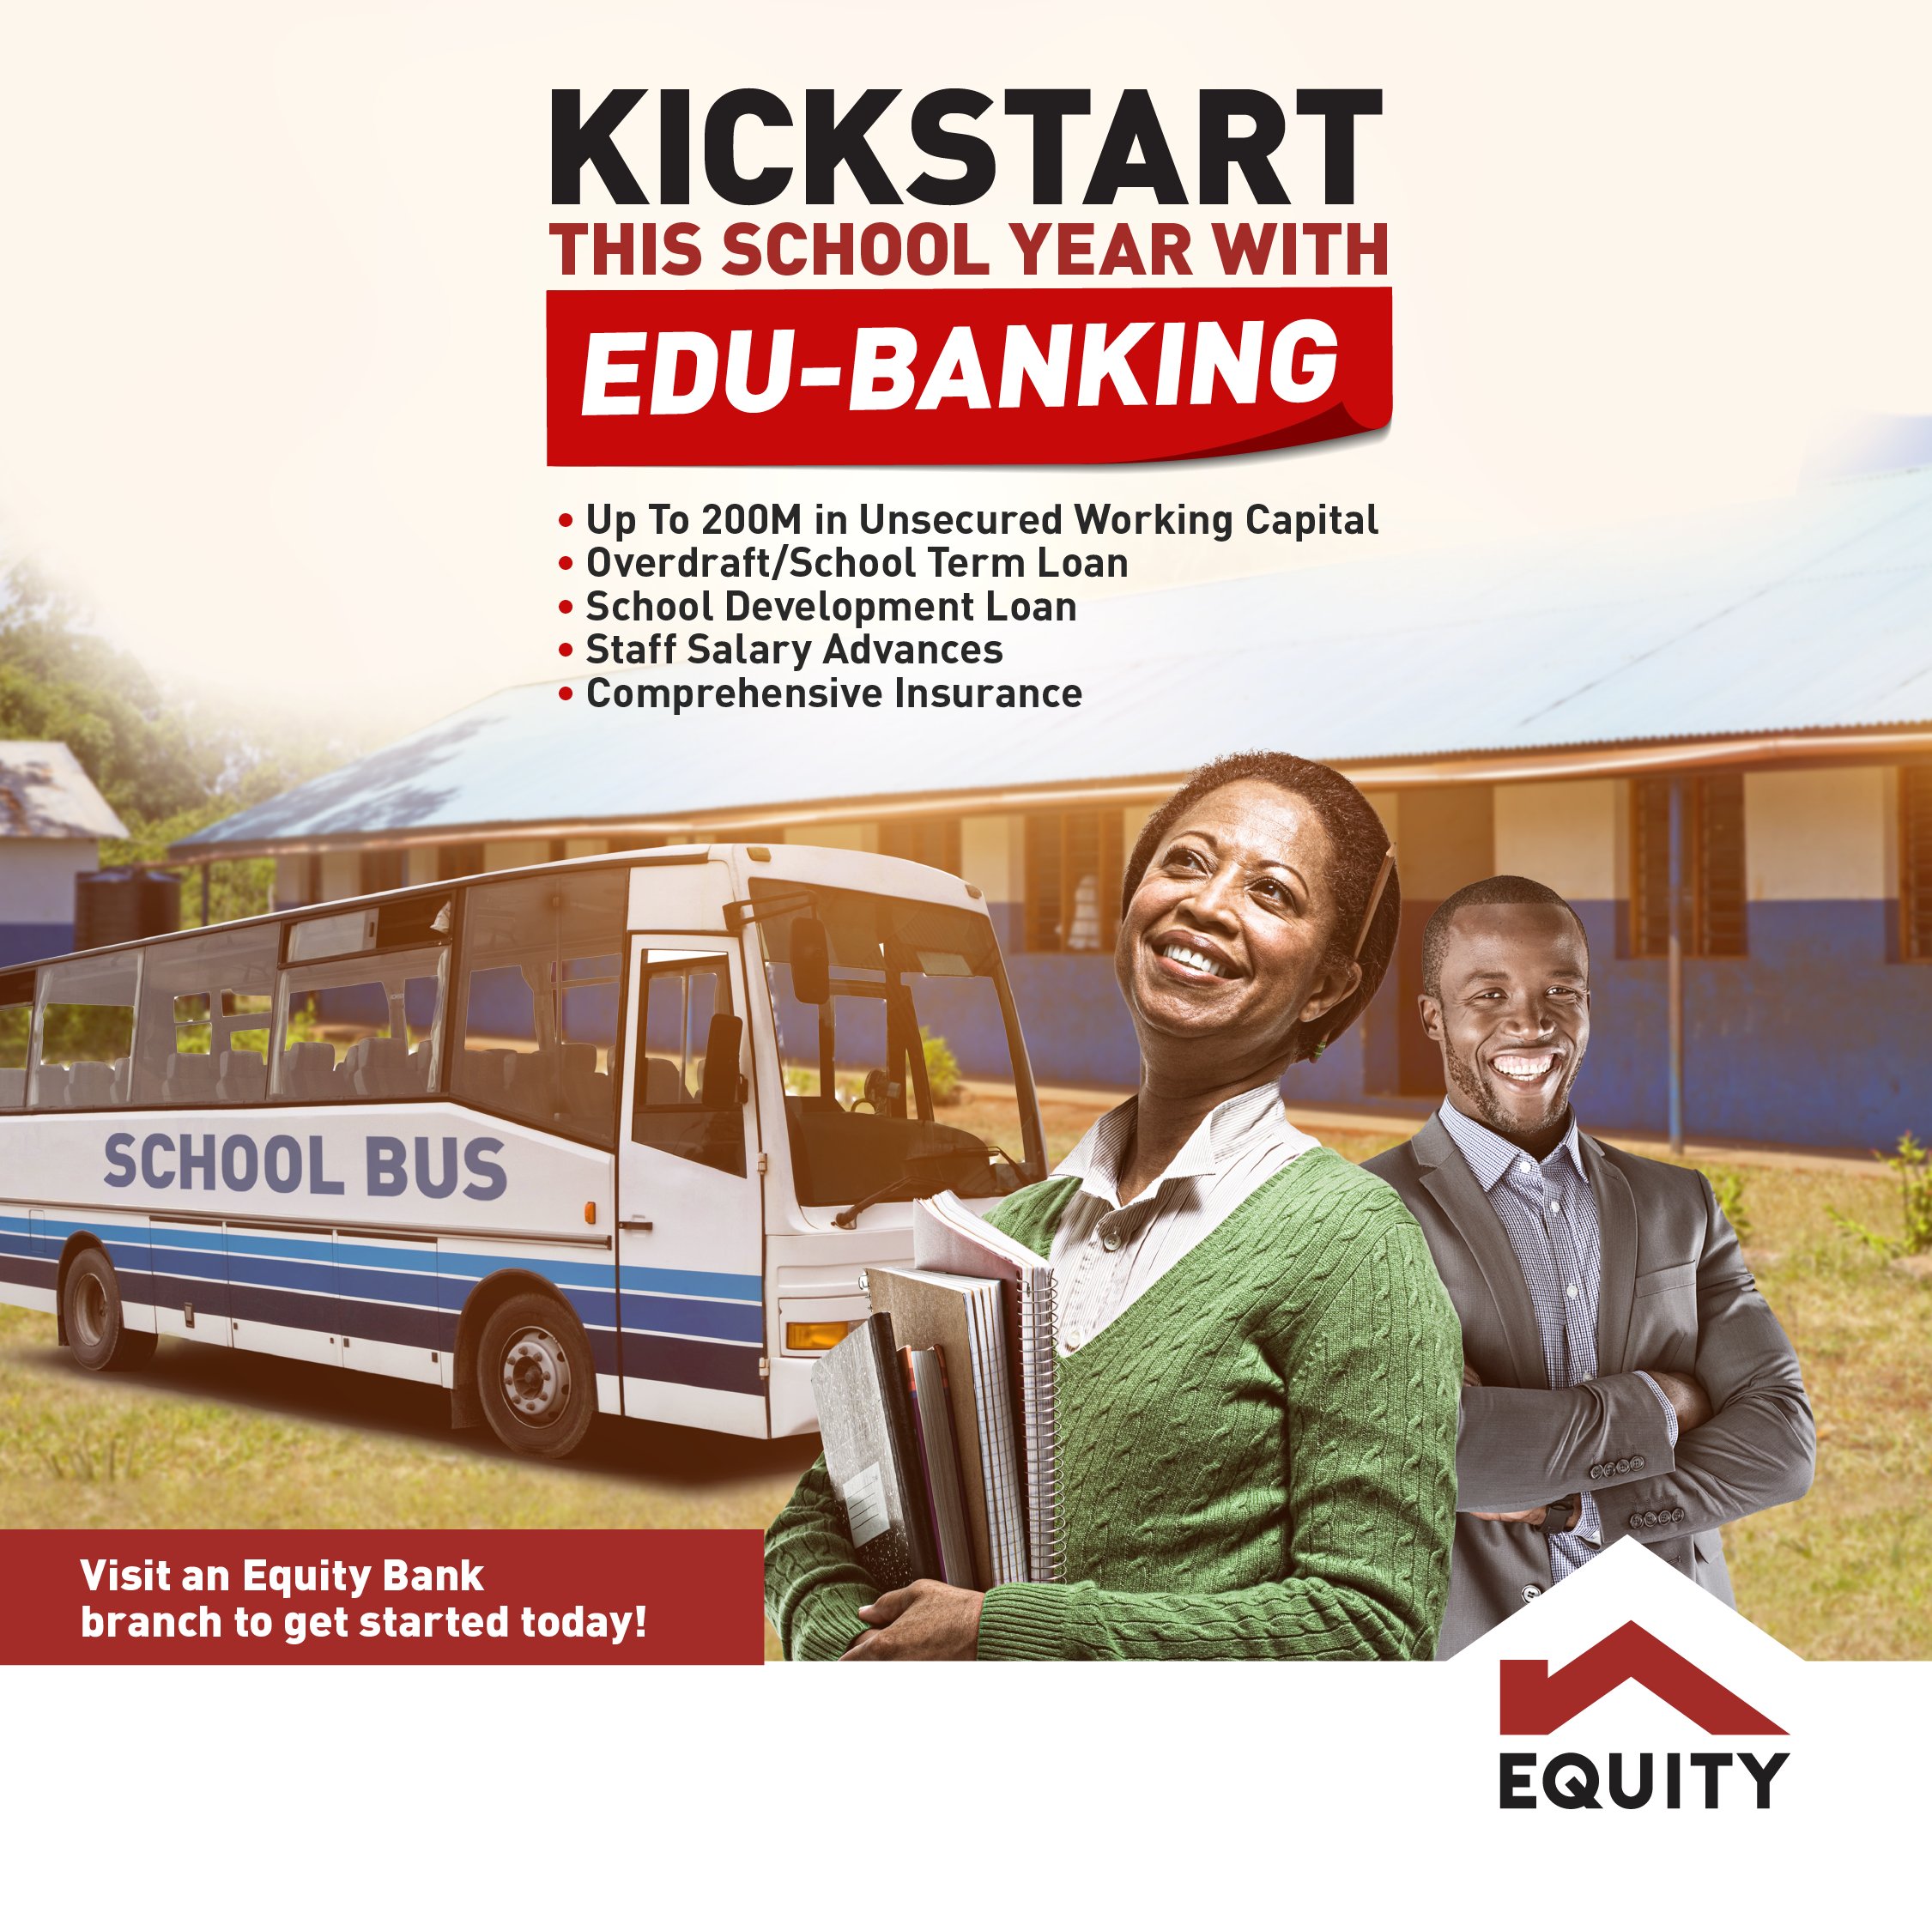 KICKSTART
THIS SCHOOL YEAR WITH
EDU-BANKING
• Up To 200M in Unsecured Working Capital
• Overdraft/School Term Loan
• School Development Loan
• Staff Salary Advances
• Comprehensive Insurance
SCHOOL BUS
Visit an Equity Bank
branch to get started today!
EQUITY